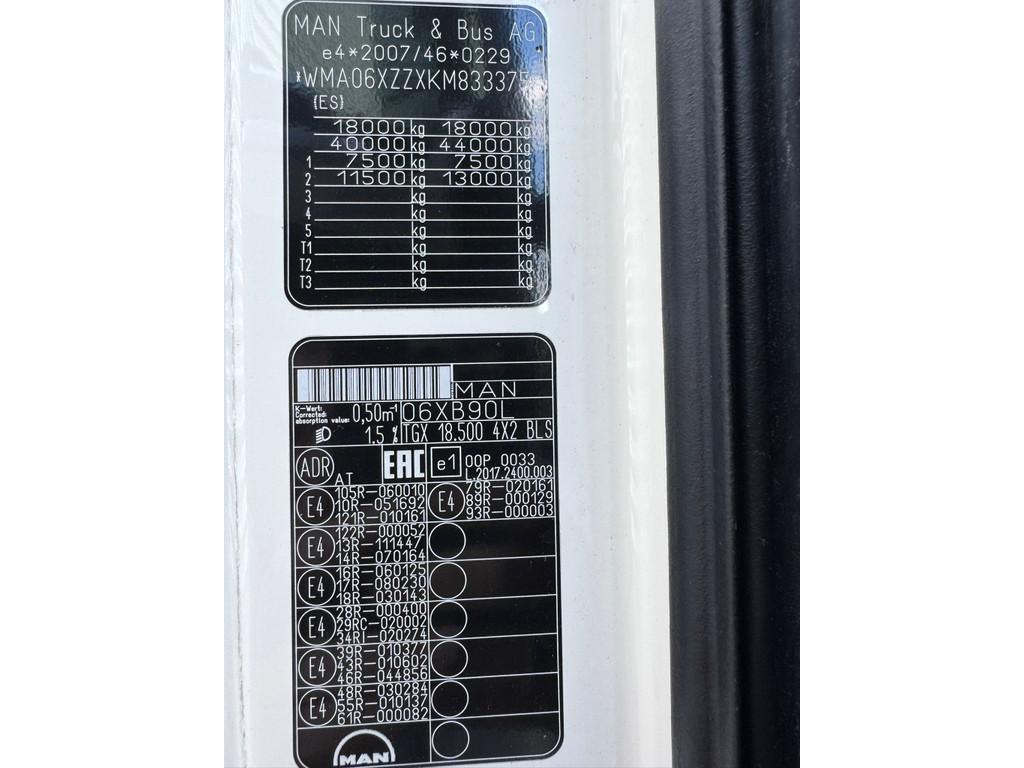 MAN Truck & Bus AG
e4*2007/46*0229
*WMA06XZZXKM833375
(ES)
18000 kg 18000 kg
40000 kg 44000 kg
1 7500 kg 7500 kg
2 11500 kg 13000 kg
3 kg kg
4 kg kg
5 kg kg
T1 kg kg
T2 kg kg
T3 kg kg
MAN
K-Wert:
Corrected
absorption value: 0,50m⁻¹ 06XB90L
1.5 % TGX 18.500 4X2 BLS
ADR AT EAC e1 00P 0033
L.2017.2400.003
E4 105R-060010 E4 79R-020161
10R-051692 89R-000129
121R-010161 93R-000003
122R-000052
E4 13R-111447
14R-070164
16R-060125
E4 17R-080230
18R-030143
28R-000400
E4 29RC-020002
34RI-020274
39R-010377
E4 43R-010602
46R-044856
48R-030284
E4 55R-010137
61R-000082
MAN